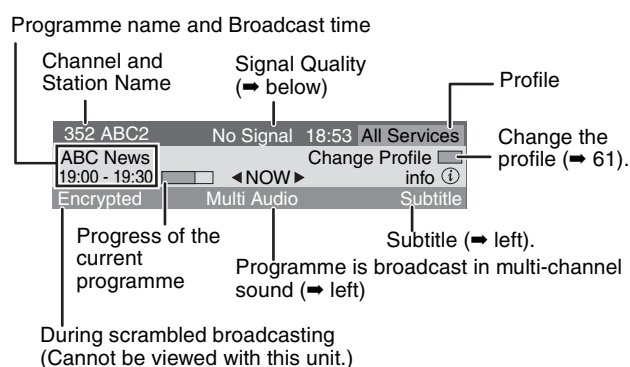 Programme name and Broadcast time
Channel and
Station Name
Signal Quality
(➡ below)
Profile
352 ABC2 No Signal 18:53 All Services
ABC News Change Profile
19:00 - 19:30 ◀NOW▶ info ⓘ
Encrypted Multi Audio Subtitle
Change the
profile (➡ 61).
Progress of the
current
programme
Subtitle (➡ left).
Programme is broadcast in multi-channel
sound (➡ left)
During scrambled broadcasting
(Cannot be viewed with this unit.)